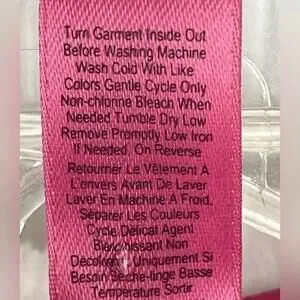 Turn Garment Inside Out
Before Washing Machine
Wash Cold With Like
Colors Gentle Cycle Only
Non-chlorine Bleach When
Needed Tumble Dry Low
Remove Promptly Low Iron
If Needed On Reverse
Retourner Le Vêtement A
L'envers Avant De Laver
Laver En Machine A Froid,
Séparer Les Couleurs
Cycle Délicat Agent
Blanchissant Non
Décolorant Uniquement Si
Besoin Sèche-linge Basse
Température Sortir